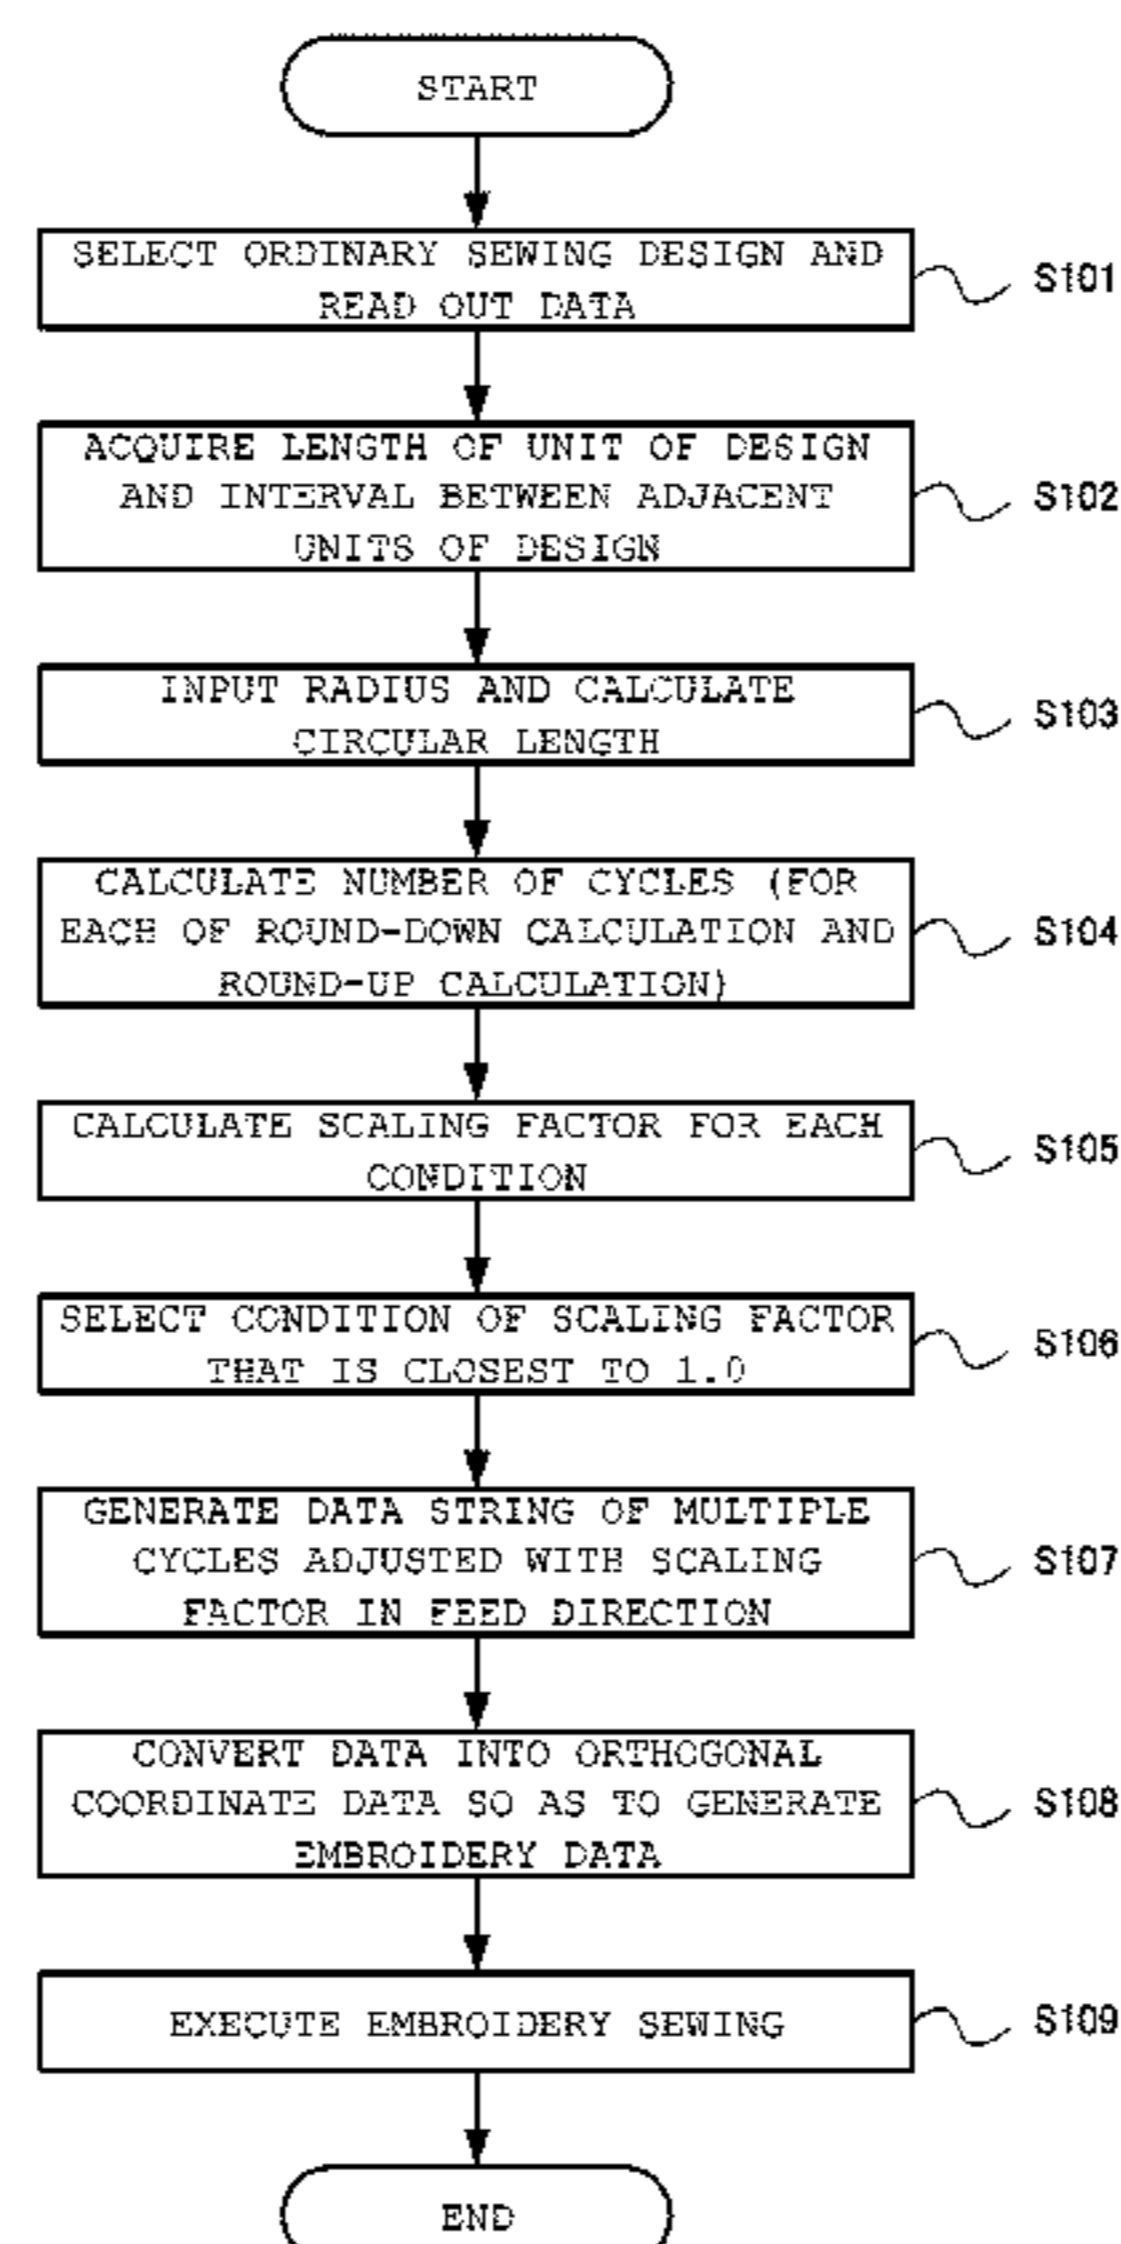 START
SELECT ORDINARY SEWING DESIGN AND
READ OUT DATA
S101
ACQUIRE LENGTH OF UNIT OF DESIGN
AND INTERVAL BETWEEN ADJACENT
UNITS OF DESIGN
S102
INPUT RADIUS AND CALCULATE
CIRCULAR LENGTH
S103
CALCULATE NUMBER OF CYCLES (FOR
EACH OF ROUND-DOWN CALCULATION AND
ROUND-UP CALCULATION)
S104
CALCULATE SCALING FACTOR FOR EACH
CONDITION
S105
SELECT CONDITION OF SCALING FACTOR
THAT IS CLOSEST TO 1.0
S106
GENERATE DATA STRING OF MULTIPLE
CYCLES ADJUSTED WITH SCALING
FACTOR IN FEED DIRECTION
S107
CONVERT DATA INTO ORTHOGONAL
COORDINATE DATA SO AS TO GENERATE
EMBROIDERY DATA
S108
EXECUTE EMBROIDERY SEWING
S109
END